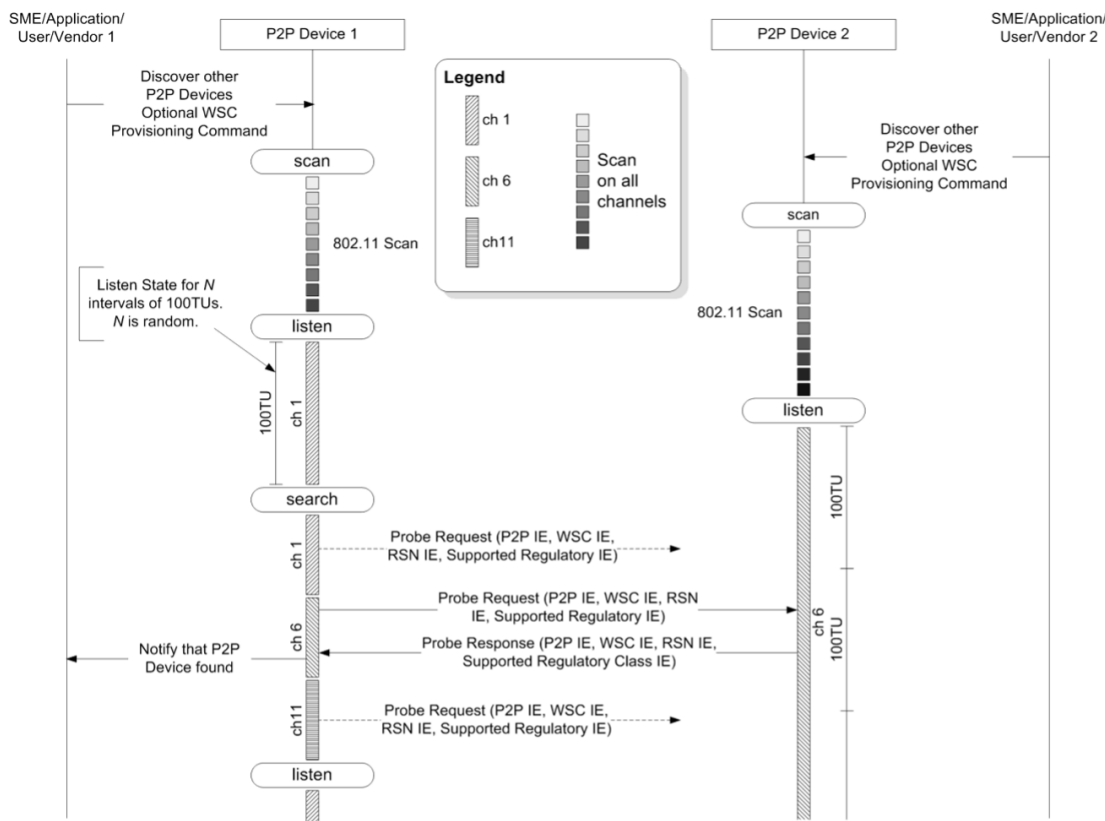 SME/Application/
User/Vendor 1
P2P Device 1
P2P Device 2
SME/Application/
User/Vendor 2
Discover other
P2P Devices
Optional WSC
Provisioning Command
Legend
ch 1
ch 6
ch11
Scan
on all
channels
Discover other
P2P Devices
Optional WSC
Provisioning Command
scan
802.11 Scan
scan
802.11 Scan
Listen State for N
intervals of 100TUs.
N is random.
listen
100TU
ch 1
listen
100TU
search
ch 1
Probe Request (P2P IE, WSC IE,
RSN IE, Supported Regulatory IE)
Probe Request (P2P IE, WSC IE, RSN
IE, Supported Regulatory IE)
ch 6
ch 6
100TU
Probe Response (P2P IE, WSC IE, RSN IE,
Supported Regulatory Class IE)
Notify that P2P
Device found
ch11
Probe Request (P2P IE, WSC IE,
RSN IE, Supported Regulatory IE)
listen